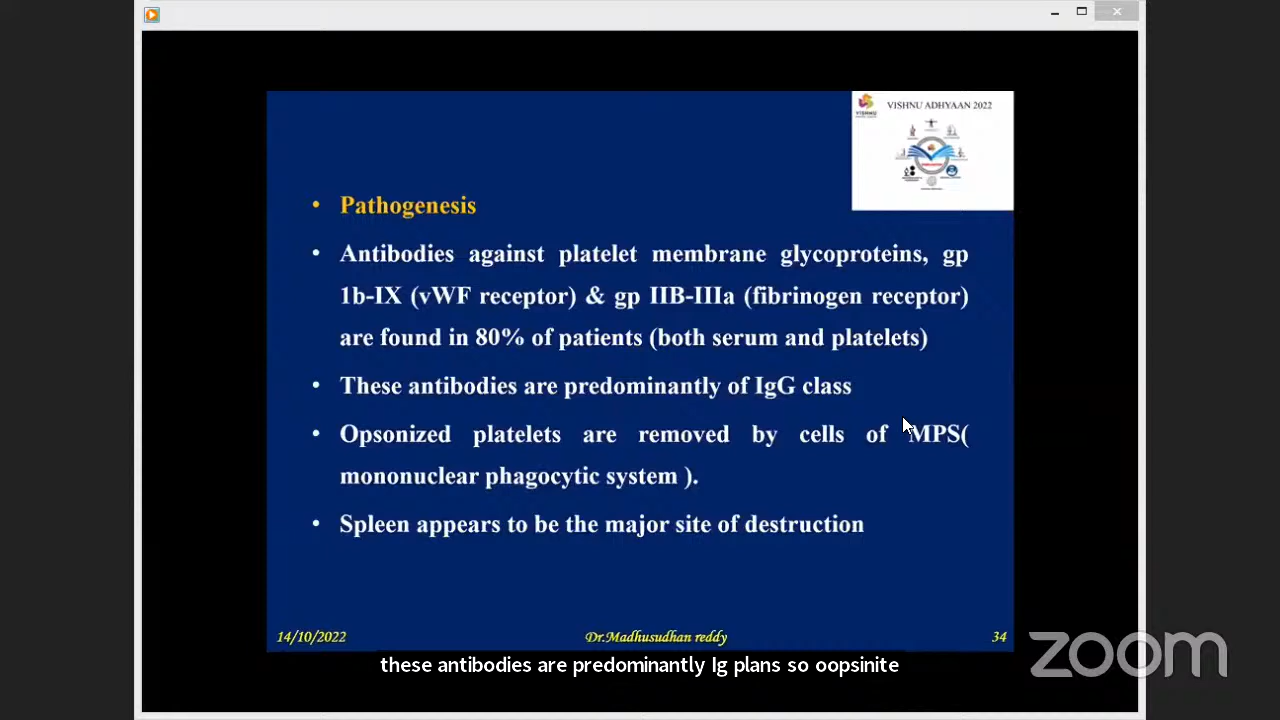 VISHNU ADHYAAN 2022
VISHNU
• Pathogenesis
• Antibodies against platelet membrane glycoproteins, gp
1b-IX (vWF receptor) & gp IIB-IIIa (fibrinogen receptor)
are found in 80% of patients (both serum and platelets)
• These antibodies are predominantly of IgG class
• Opsonized platelets are removed by cells of MPS(
mononuclear phagocytic system ).
• Spleen appears to be the major site of destruction
14/10/2022 Dr.Madhusudhan reddy 34
these antibodies are predominantly Ig plans so oopsinite
zoom